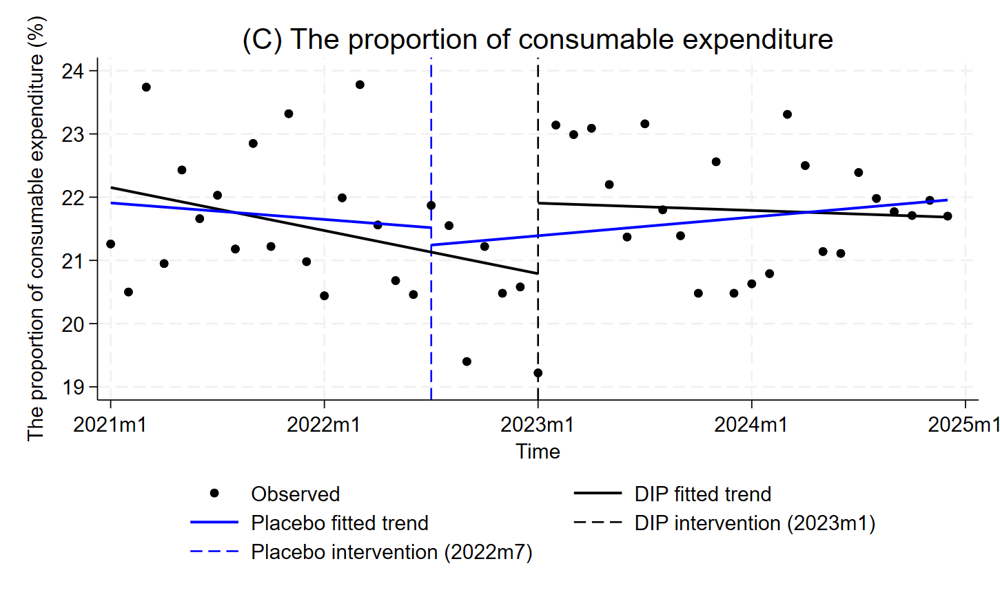 (C) The proportion of consumable expenditure
The proportion of consumable expenditure (%)
24
23
22
21
20
19
2021m1 2022m1 2023m1 2024m1 2025m1
Time
Observed DIP fitted trend
Placebo fitted trend DIP intervention (2023m1)
Placebo intervention (2022m7)